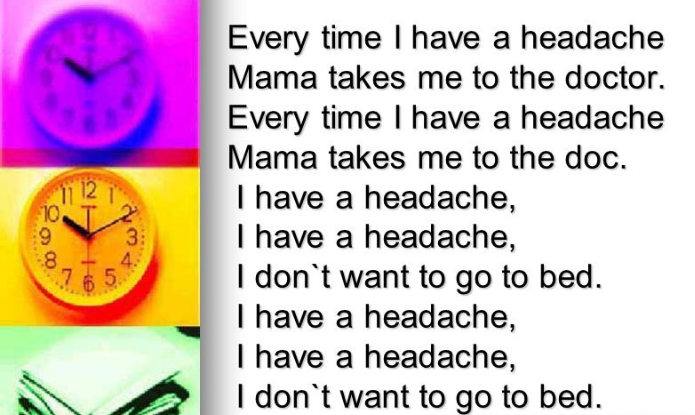 Every time I have a headache
Mama takes me to the doctor.
Every time I have a headache
Mama takes me to the doc.
I have a headache,
I have a headache,
I don`t want to go to bed.
I have a headache,
I have a headache,
I don`t want to go to bed.
11 12 1
10 2
9 3
8 4
7 6 5